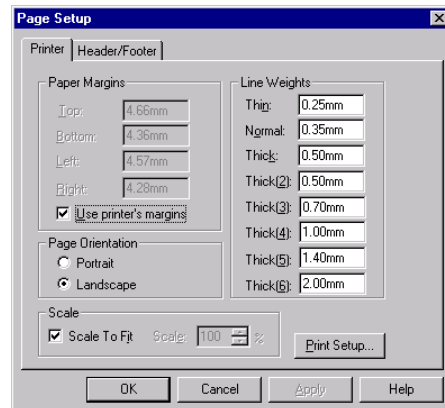 Page Setup
Printer
Header/Footer
Paper Margins
Top: 4.66mm
Bottom: 4.36mm
Left: 4.57mm
Right: 4.28mm
Use printer's margins
Page Orientation
Portrait
Landscape
Line Weights
Thin: 0.25mm
Normal: 0.35mm
Thick: 0.50mm
Thick(2): 0.50mm
Thick(3): 0.70mm
Thick(4): 1.00mm
Thick(5): 1.40mm
Thick(6): 2.00mm
Scale
Scale To Fit Scale: 100 %
Print Setup...
OK Cancel Apply Help